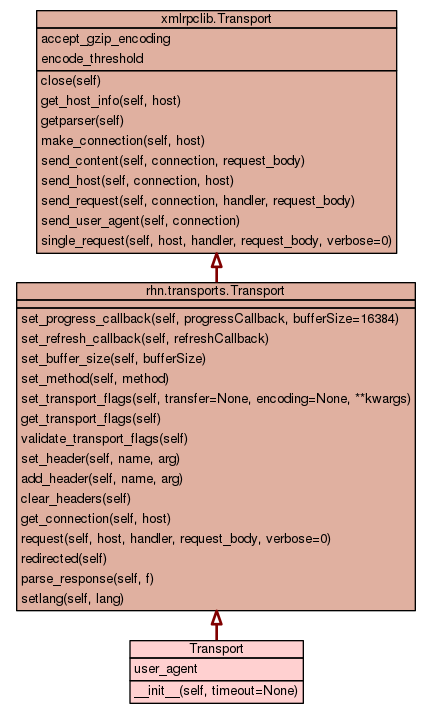 xmlrpclib.Transport
accept_gzip_encoding
encode_threshold
close(self)
get_host_info(self, host)
getparser(self)
make_connection(self, host)
send_content(self, connection, request_body)
send_host(self, connection, host)
send_request(self, connection, handler, request_body)
send_user_agent(self, connection)
single_request(self, host, handler, request_body, verbose=0)
rhn.transports.Transport
set_progress_callback(self, progressCallback, bufferSize=16384)
set_refresh_callback(self, refreshCallback)
set_buffer_size(self, bufferSize)
set_method(self, method)
set_transport_flags(self, transfer=None, encoding=None, **kwargs)
get_transport_flags(self)
validate_transport_flags(self)
set_header(self, name, arg)
add_header(self, name, arg)
clear_headers(self)
get_connection(self, host)
request(self, host, handler, request_body, verbose=0)
redirected(self)
parse_response(self, f)
setlang(self, lang)
Transport
user_agent
__init__(self, timeout=None)